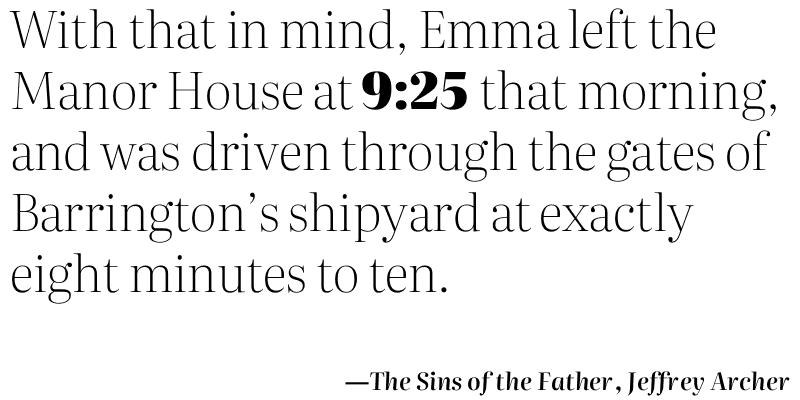 With that in mind, Emma left the
Manor House at 9:25 that morning,
and was driven through the gates of
Barrington’s shipyard at exactly
eight minutes to ten.
—The Sins of the Father, Jeffrey Archer